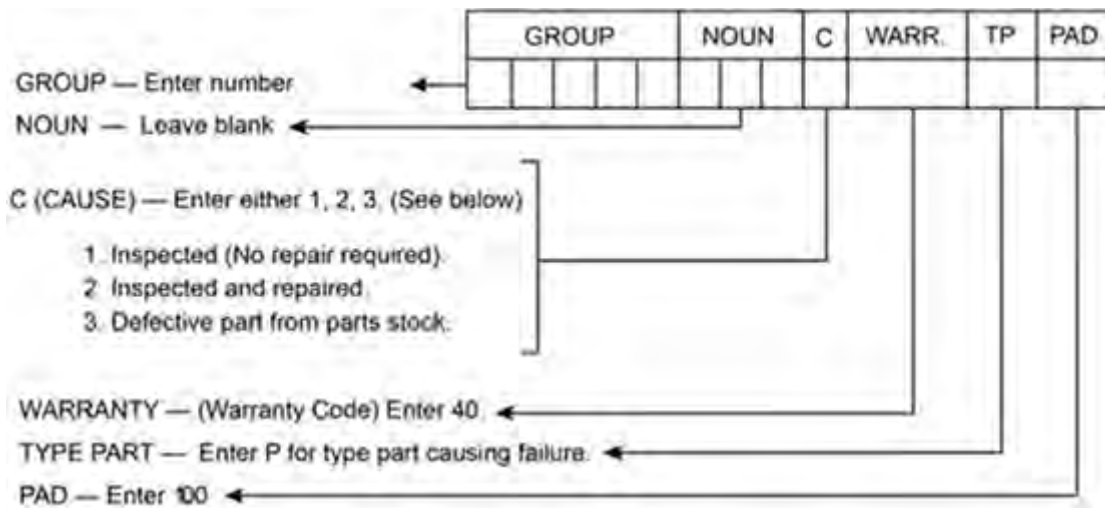 GROUP NOUN C WARR. TP PAD
GROUP — Enter number
NOUN — Leave blank
C (CAUSE) — Enter either 1, 2, 3, (See below)
1. Inspected (No repair required).
2 Inspected and repaired.
3. Defective part from parts stock.
WARRANTY — (Warranty Code) Enter 40
TYPE PART — Enter P for type part causing failure.
PAD — Enter 100